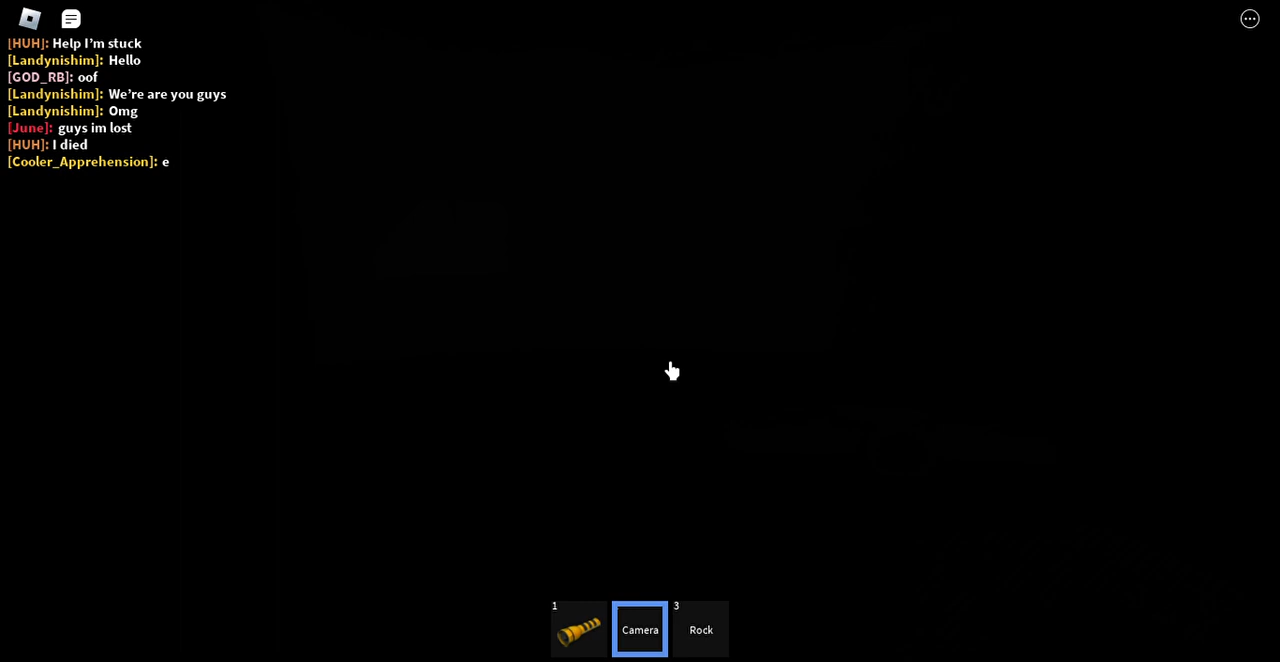 [HUH]: Help I’m stuck
[Landynishim]: Hello
[GOD_RB]: oof
[Landynishim]: We’re are you guys
[Landynishim]: Omg
[June]: guys im lost
[HUH]: I died
[Cooler_Apprehension]: e
1
3
Camera
Rock